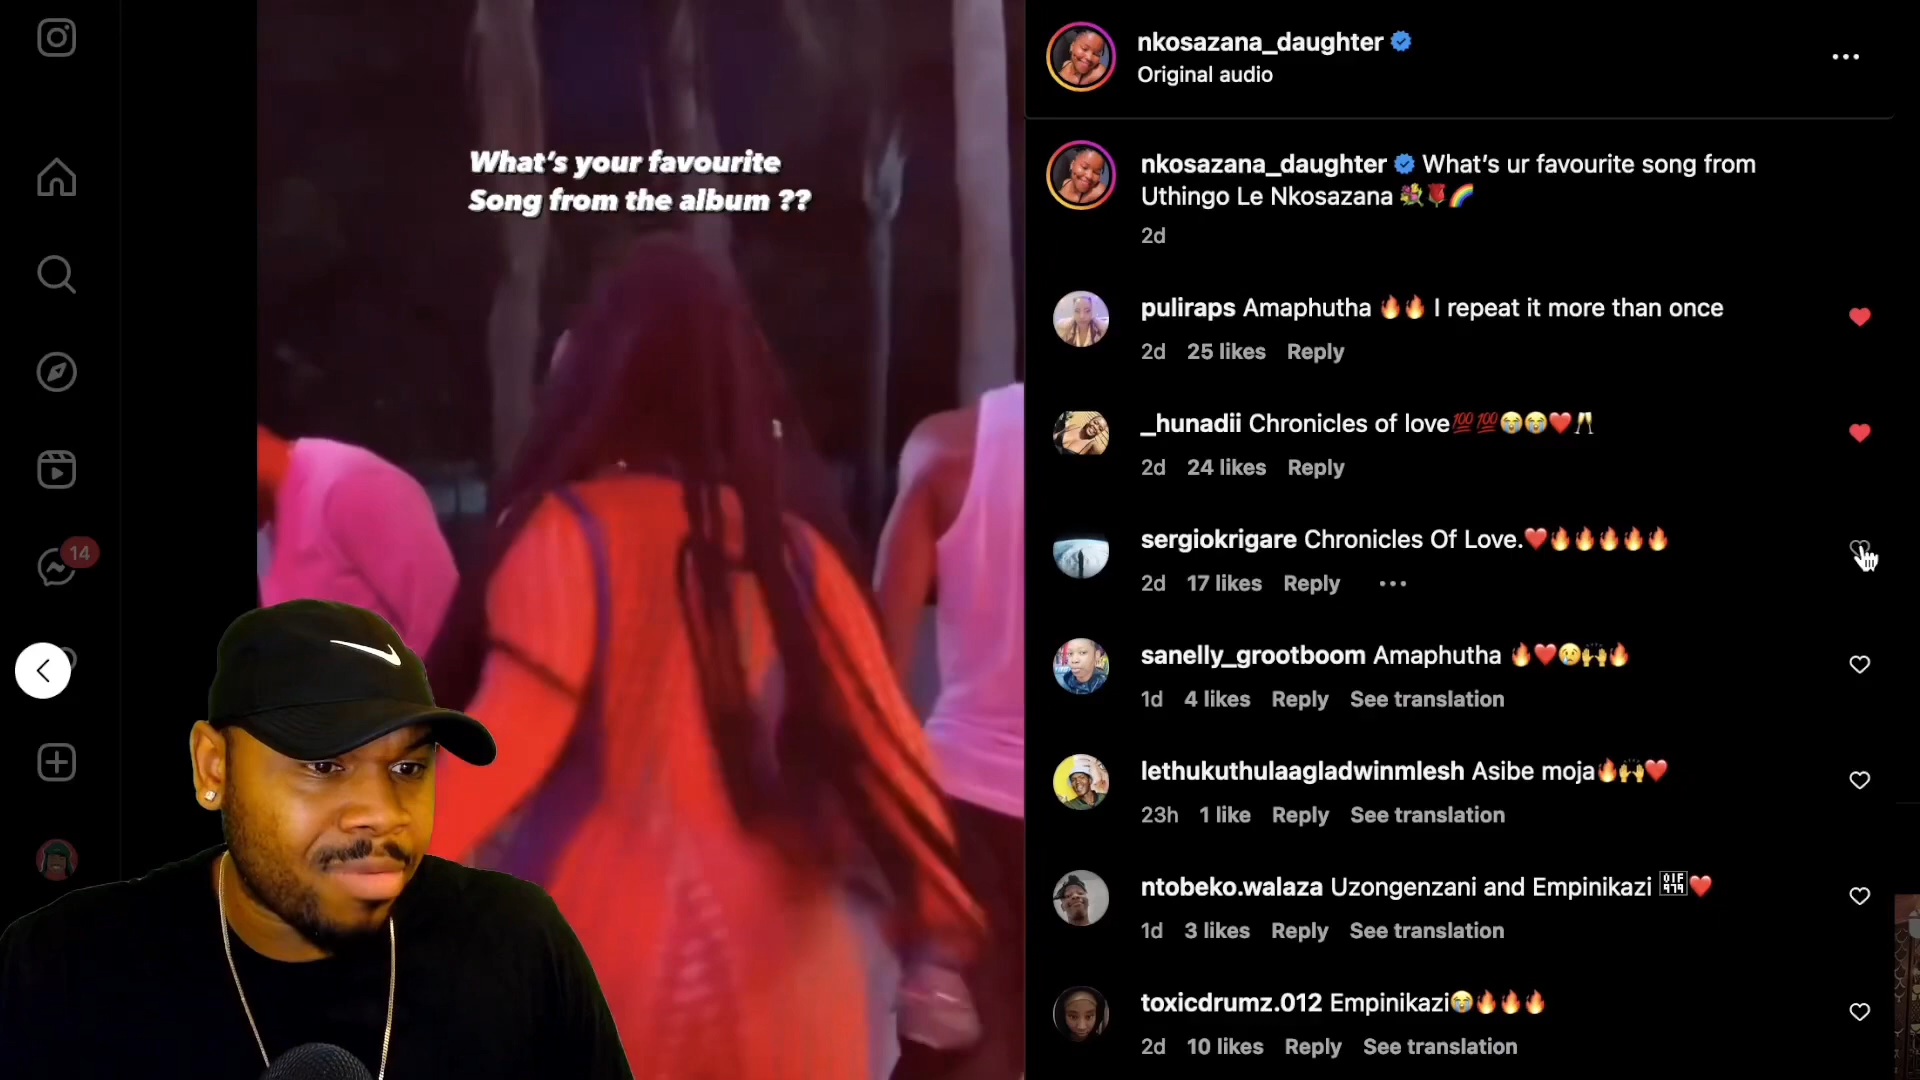 What's your favourite
Song from the album ??
14
nkosazana_daughter
Original audio
nkosazana_daughter What's ur favourite song from
Uthingo Le Nkosazana 💐🌹🌈
2d
puliraps Amaphutha 🔥🔥 I repeat it more than once
2d 25 likes Reply
_hunadii Chronicles of love💯💯😭😭❤️🥂
2d 24 likes Reply
sergiokrigare Chronicles Of Love.❤️🔥🔥🔥🔥🔥
2d 17 likes Reply
sanelly_grootboom Amaphutha 🔥❤️😢🙌🔥
1d 4 likes Reply See translation
lethukuthulaagladwinmlesh Asibe moja🔥🙌❤️
23h 1 like Reply See translation
ntobeko.walaza Uzongenzani and Empinikazi ❤️
1d 3 likes Reply See translation
toxicdrumz.012 Empinikazi😭🔥🔥🔥
2d 10 likes Reply See translation